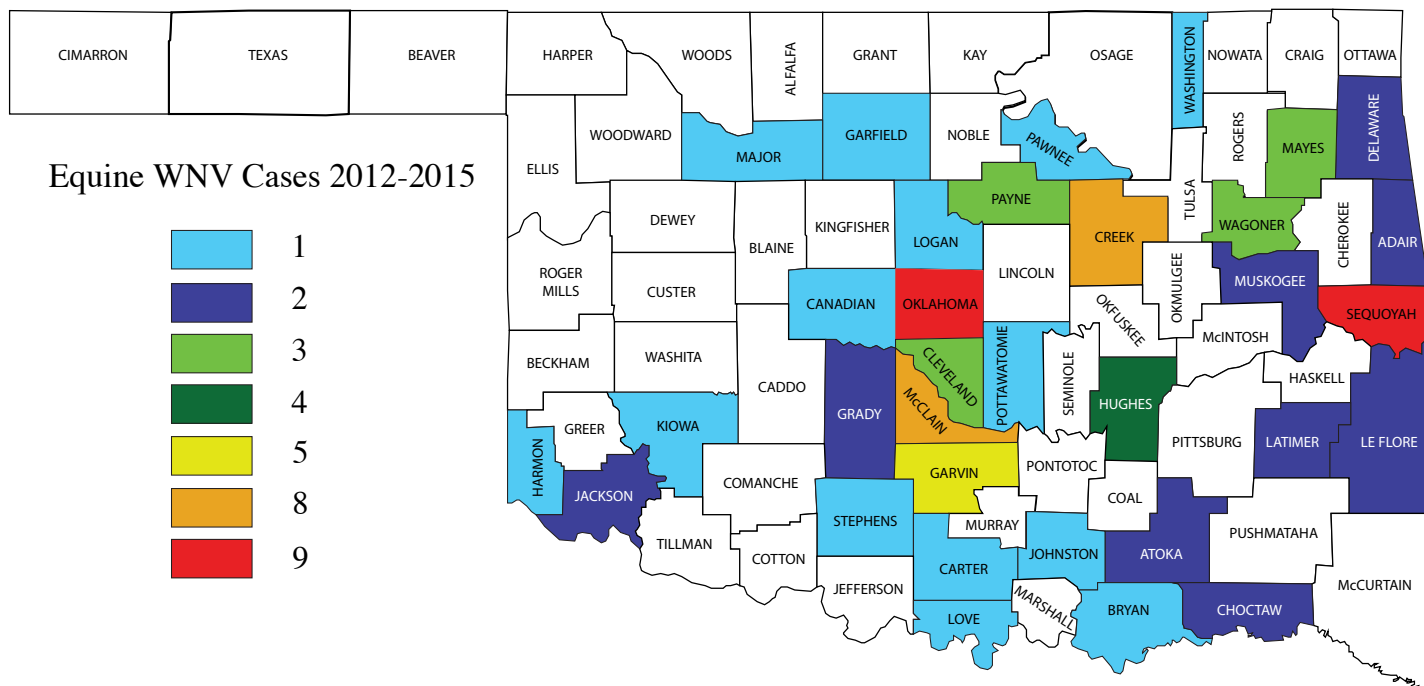 CIMARRON
TEXAS
BEAVER
HARPER
WOODS
ALFALFA
GRANT
KAY
OSAGE
WASHINGTON
NOWATA
CRAIG
OTTAWA
ELLIS
WOODWARD
MAJOR
GARFIELD
NOBLE
PAWNEE
ROGERS
MAYES
DELAWARE
Equine WNV Cases 2012-2015
1
2
3
4
5
8
9
DEWEY
BLAINE
KINGFISHER
LOGAN
PAYNE
CREEK
TULSA
WAGONER
CHEROKEE
ADAIR
ROGER
MILLS
CUSTER
CANADIAN
OKLAHOMA
LINCOLN
OKFUSKEE
OKMULGEE
MUSKOGEE
SEQUOYAH
BECKHAM
WASHITA
CADDO
GRADY
CLEVELAND
McCLAIN
POTTAWATOMIE
SEMINOLE
HUGHES
McINTOSH
HASKELL
PITTSBURG
LATIMER
LE FLORE
HARMON
GREER
KIOWA
JACKSON
COMANCHE
GARVIN
PONTOTOC
COAL
TILLMAN
COTTON
STEPHENS
MURRAY
JOHNSTON
ATOKA
PUSHMATAHA
JEFFERSON
CARTER
LOVE
MARSHALL
BRYAN
CHOCTAW
McCURTAIN